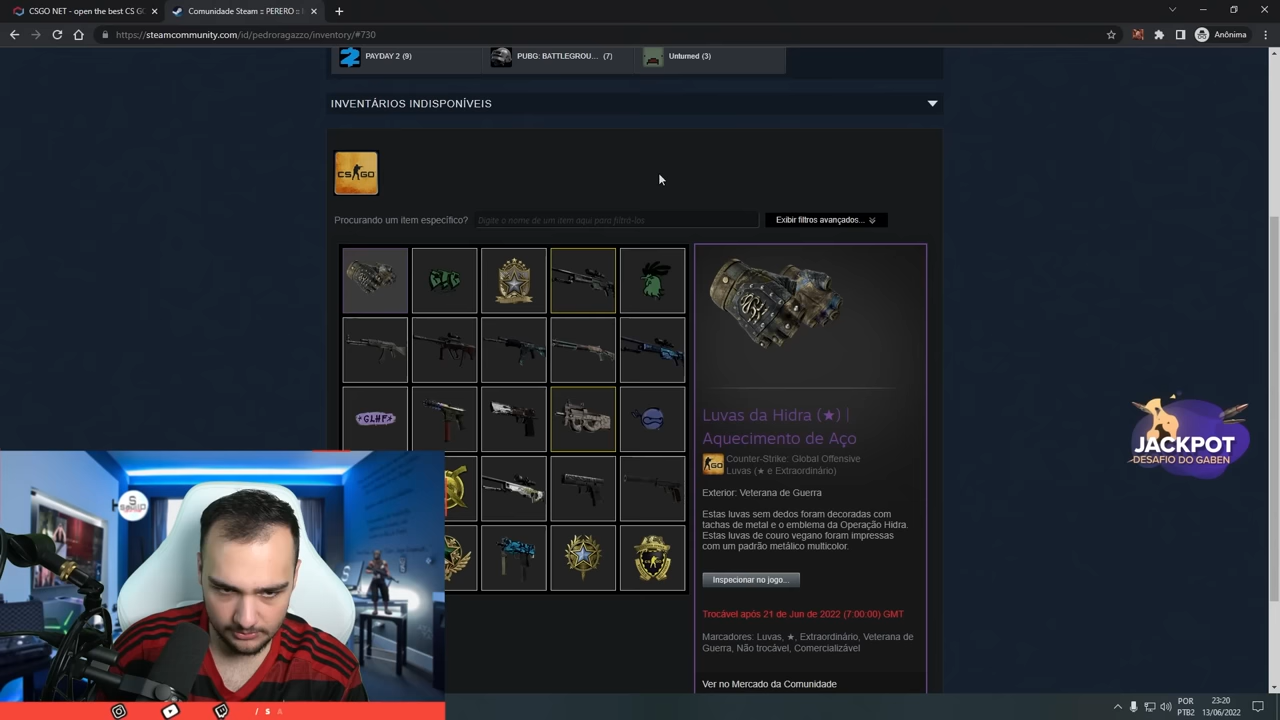 CSGO NET - open the best CS GO
Comunidade Steam :: PERERO :: I
https://steamcommunity.com/id/pedroragazzo/inventory/#730
Anônima
PAYDAY 2 (9)
PUBG: BATTLEGROU... (7)
Unturned (3)
INVENTÁRIOS INDISPONÍVEIS
CS GO
Procurando um item específico?
Digite o nome de um item aqui para filtrá-los
Exibir filtros avançados...
GLHF
Luvas da Hidra (★) |
Aquecimento de Aço
Counter-Strike: Global Offensive
Luvas (★ e Extraordinário)
Exterior: Veterana de Guerra
Estas luvas sem dedos foram decoradas com
tachas de metal e o emblema da Operação Hidra.
Estas luvas de couro vegano foram impressas
com um padrão metálico multicolor.
Inspecionar no jogo...
Trocável após 21 de Jun de 2022 (7:00:00) GMT
Marcadores: Luvas, ★, Extraordinário, Veterana de
Guerra, Não trocável, Comercializável
Ver no Mercado da Comunidade
JACKPOT
DESAFIO DO GABEN
/ S A
POR
PTB2
23:20
13/06/2022